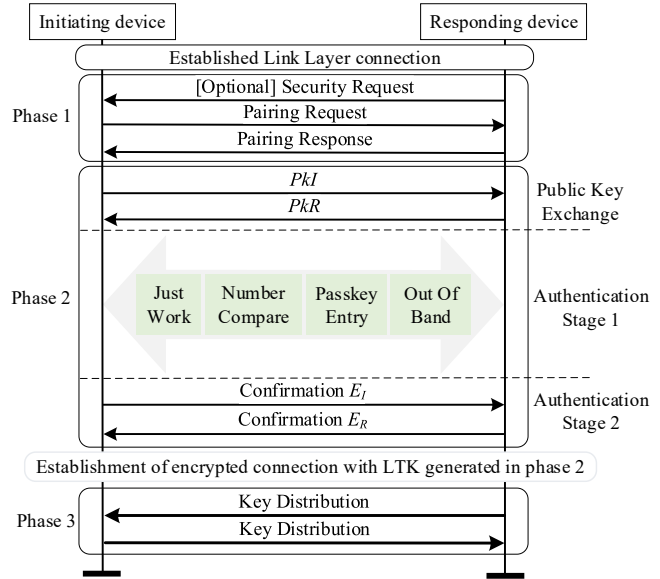 Initiating device
Responding device
Established Link Layer connection
Phase 1
[Optional] Security Request
Pairing Request
Pairing Response
PkI
PkR
Public Key
Exchange
Phase 2
Just
Work
Number
Compare
Passkey
Entry
Out Of
Band
Authentication
Stage 1
Confirmation E_I
Confirmation E_R
Authentication
Stage 2
Establishment of encrypted connection with LTK generated in phase 2
Phase 3
Key Distribution
Key Distribution